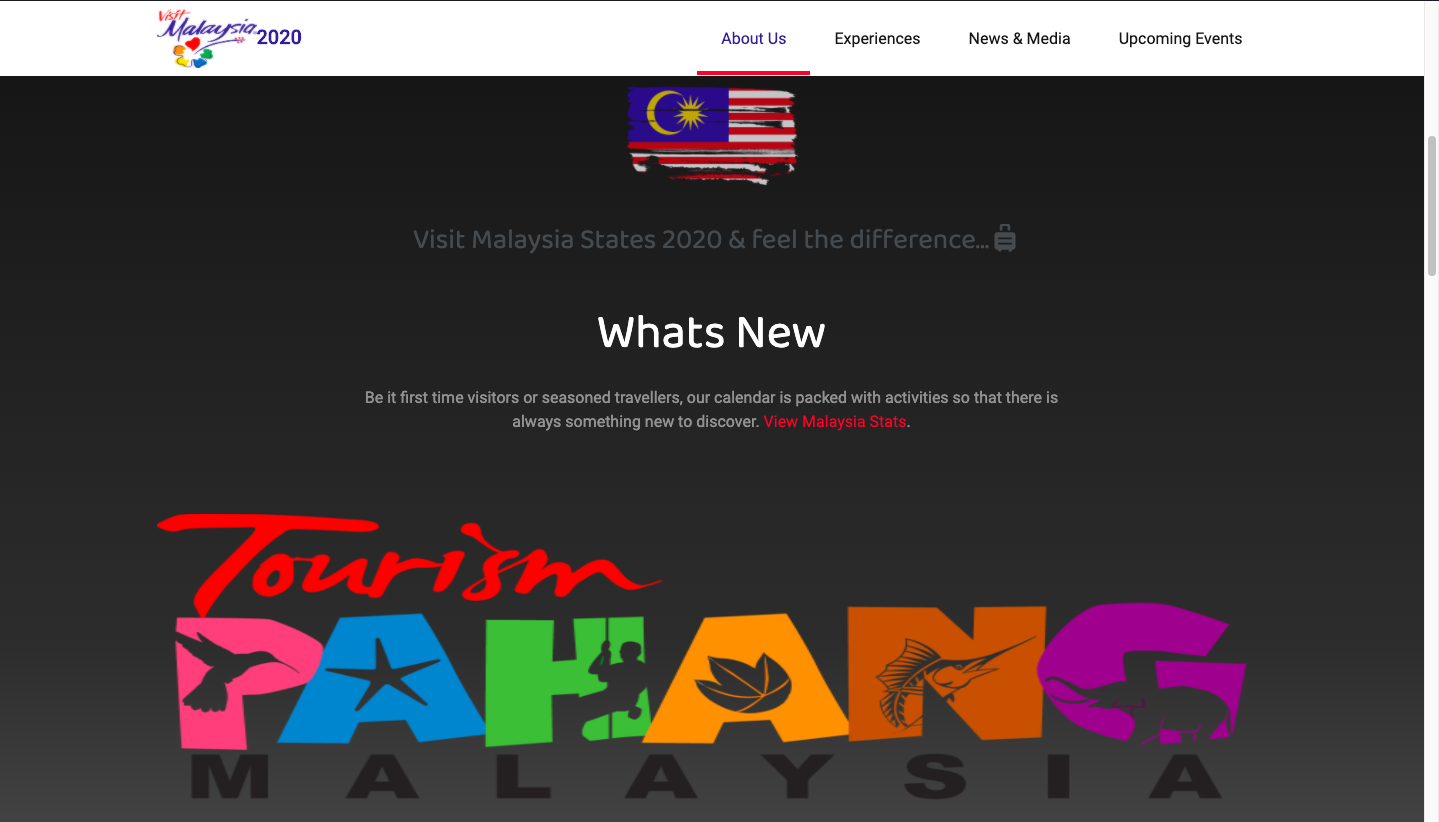 Visit
Malaysia 2020
About Us
Experiences
News & Media
Upcoming Events
Visit Malaysia States 2020 & feel the difference...
Whats New
Be it first time visitors or seasoned travellers, our calendar is packed with activities so that there is
always something new to discover. View Malaysia Stats.
Tourism
PAHANG
MALAYSIA